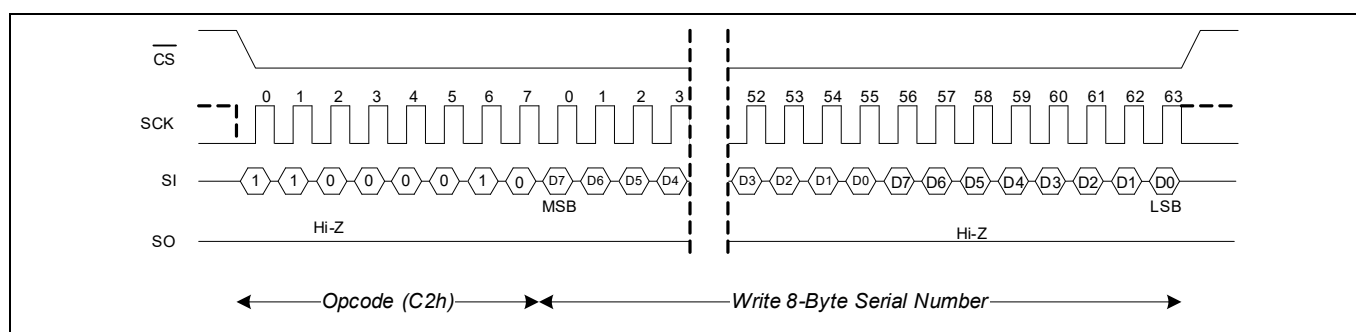 CS
0 1 2 3 4 5 6 7 0 1 2 3 52 53 54 55 56 57 58 59 60 61 62 63
SCK
SI 1 1 0 0 0 0 1 0 D7 D6 D5 D4 D3 D2 D1 D0 D7 D6 D5 D4 D3 D2 D1 D0
MSB LSB
Hi-Z Hi-Z
SO
Opcode (C2h) Write 8-Byte Serial Number